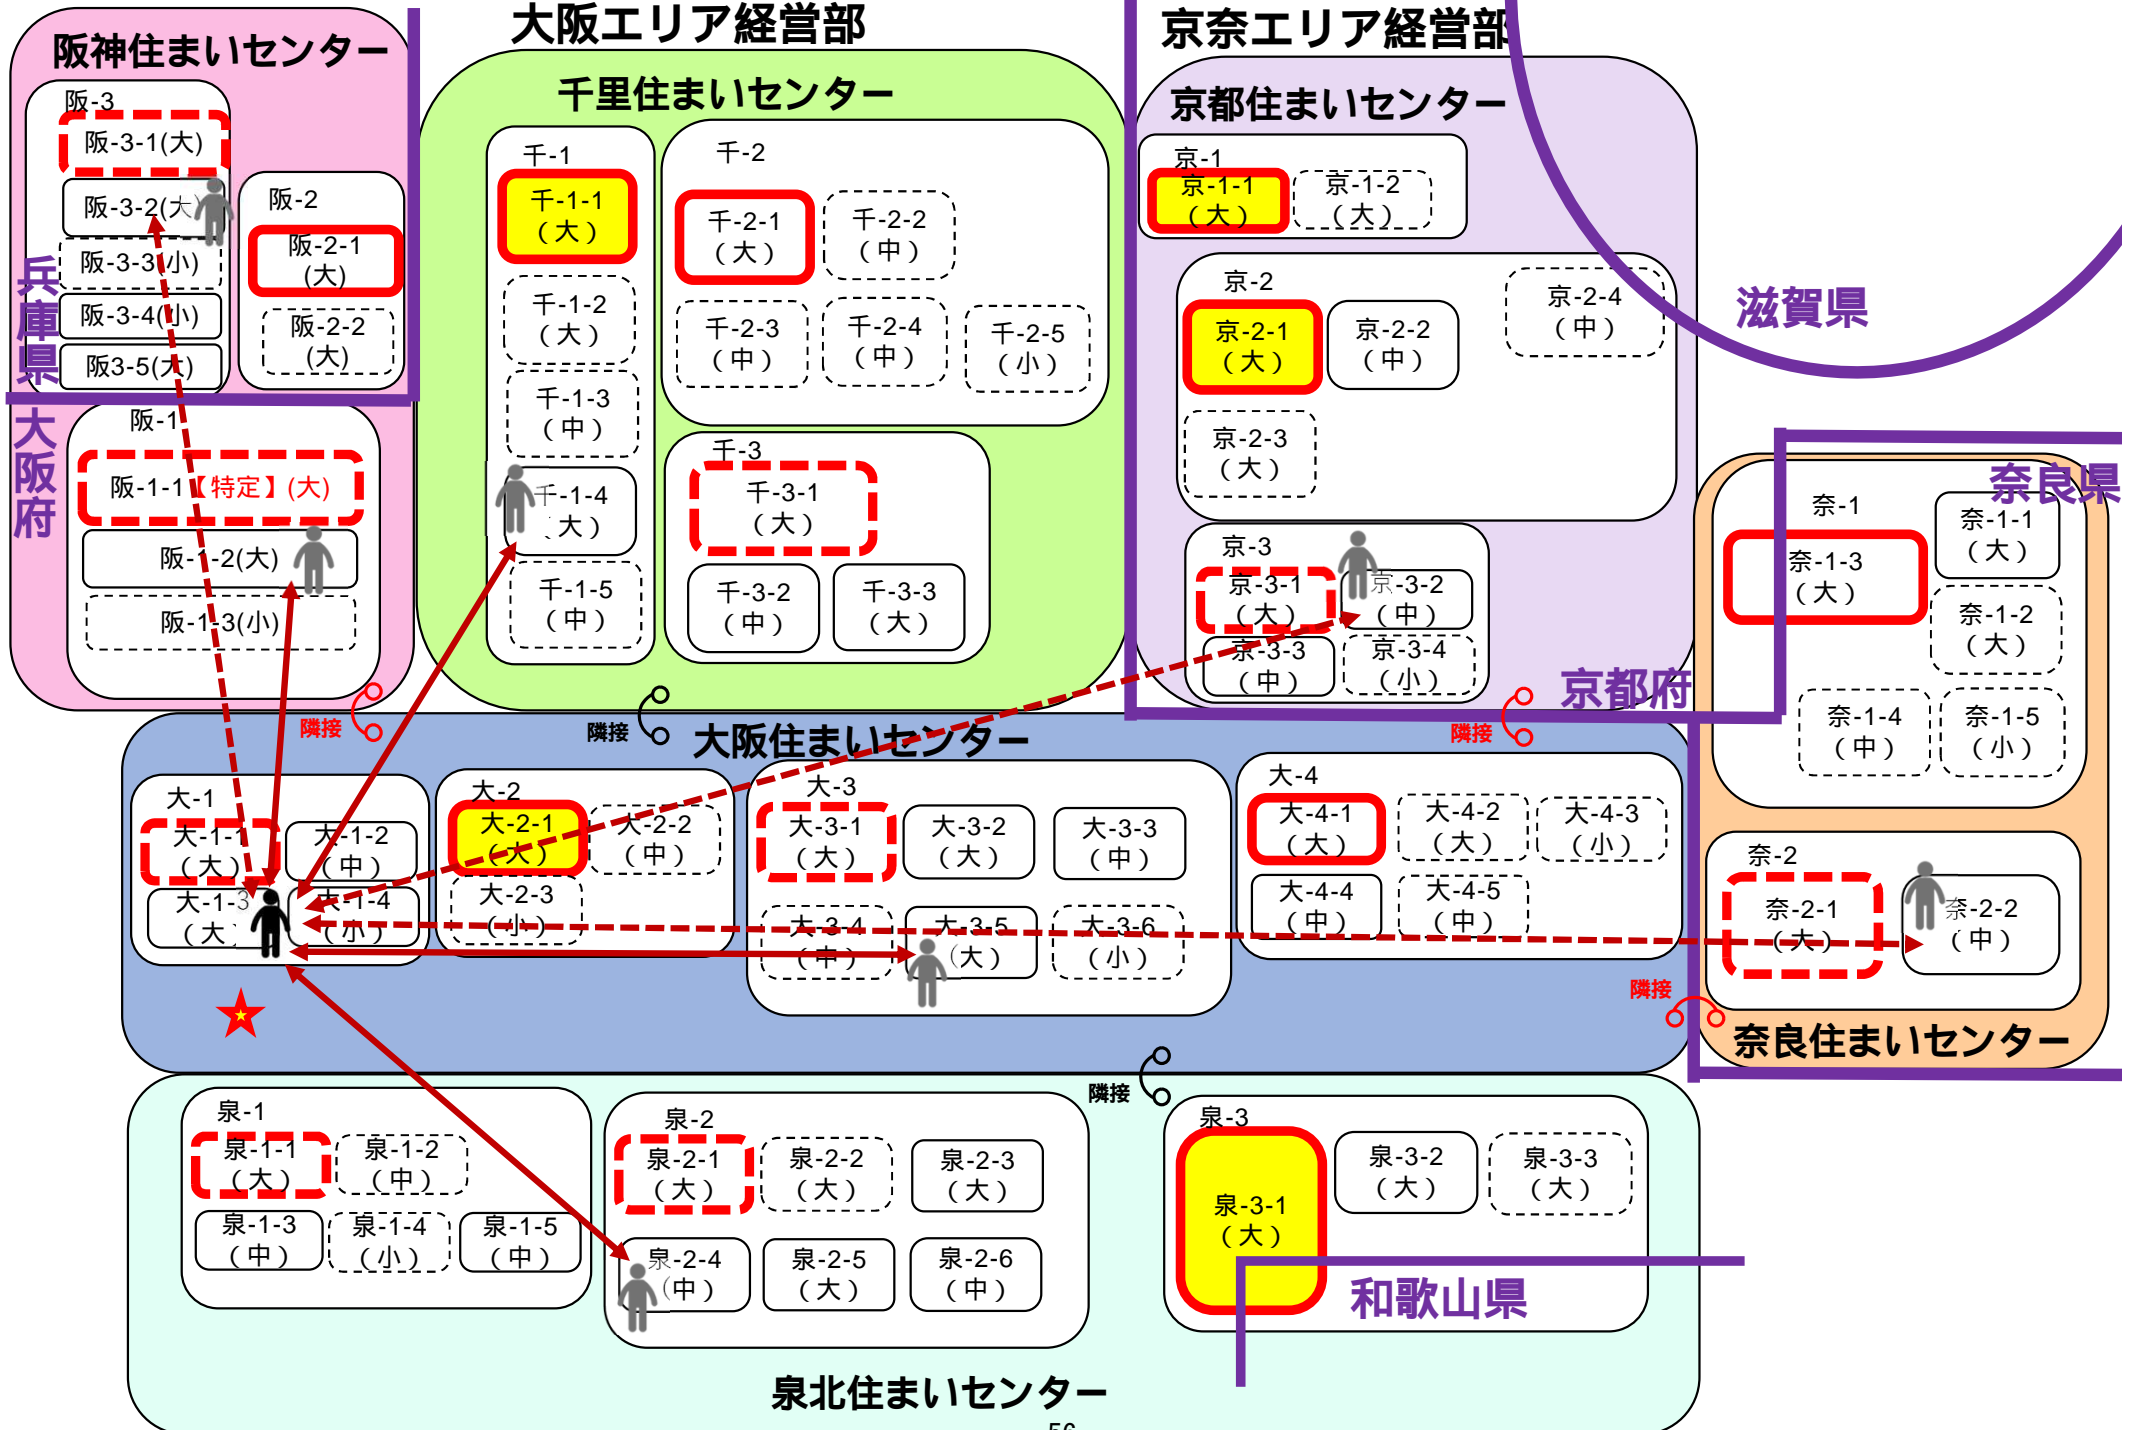 大阪エリア経営部
京奈エリア経営部
阪神住まいセンター
阪-3
阪-3-1(大)
阪-3-2(大)
阪-3-3(小)
阪-3-4(小)
阪3-5(大)
阪-2
阪-2-1
(大)
阪-2-2
(大)
兵庫県
大阪府
阪-1
阪-1-1【特定】(大)
阪-1-2(大)
阪-1-3(小)
千里住まいセンター
千-1
千-1-1
（大）
千-1-2
（大）
千-1-3
（中）
千-1-4
（大）
千-1-5
（中）
千-2
千-2-1
（大）
千-2-2
（中）
千-2-3
（中）
千-2-4
（中）
千-2-5
（小）
千-3
千-3-1
（大）
千-3-2
（中）
千-3-3
（大）
京都住まいセンター
京-1
京-1-1
（大）
京-1-2
（大）
京-2
京-2-1
（大）
京-2-2
（中）
京-2-4
（中）
京-2-3
（大）
京-3
京-3-1
（大）
京-3-2
（中）
京-3-3
（中）
京-3-4
（小）
滋賀県
京都府
奈良県
奈-1
奈-1-1
（大）
奈-1-3
（大）
奈-1-2
（大）
奈-1-4
（中）
奈-1-5
（小）
奈-2
奈-2-1
（大）
奈-2-2
（中）
奈良住まいセンター
隣接
隣接
隣接
隣接
隣接
大阪住まいセンター
大-1
大-1-1
（大）
大-1-2
（中）
大-1-3
（大）
大-1-4
（小）
大-2
大-2-1
（大）
大-2-2
（中）
大-2-3
（小）
大-3
大-3-1
（大）
大-3-2
（大）
大-3-3
（中）
大-3-4
（中）
大-3-5
（大）
大-3-6
（小）
大-4
大-4-1
（大）
大-4-2
（大）
大-4-3
（小）
大-4-4
（中）
大-4-5
（中）
泉-1
泉-1-1
（大）
泉-1-2
（中）
泉-1-3
（中）
泉-1-4
（小）
泉-1-5
（中）
泉-2
泉-2-1
（大）
泉-2-2
（大）
泉-2-3
（大）
泉-2-4
（中）
泉-2-5
（大）
泉-2-6
（中）
泉-3
泉-3-1
（大）
泉-3-2
（大）
泉-3-3
（大）
和歌山県
泉北住まいセンター